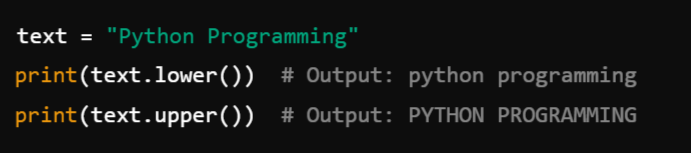 text = "Python Programming"
print(text.lower())  # Output: python programming
print(text.upper())  # Output: PYTHON PROGRAMMING